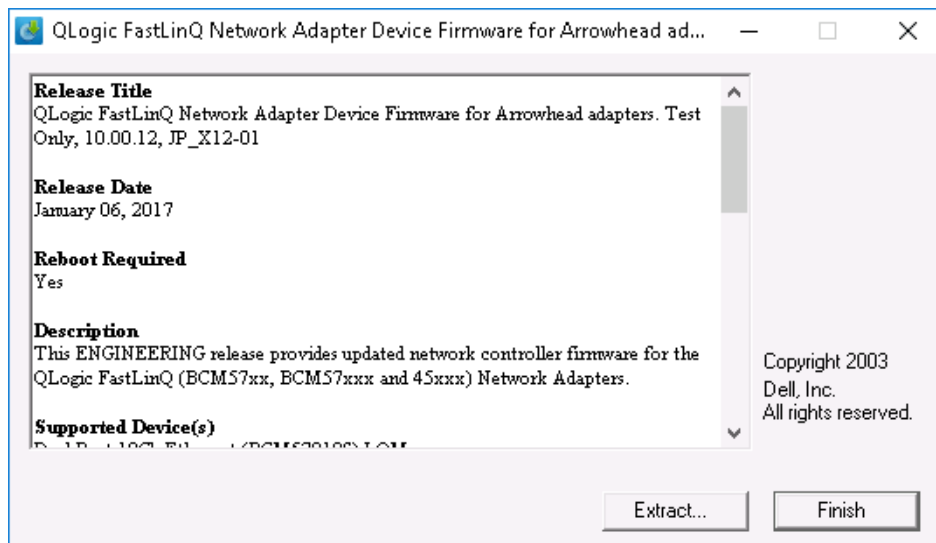 QLogic FastLinQ Network Adapter Device Firmware for Arrowhead ad...
Release Title
QLogic FastLinQ Network Adapter Device Firmware for Arrowhead adapters. Test
Only, 10.00.12, JP_X12-01
Release Date
January 06, 2017
Reboot Required
Yes
Description
This ENGINEERING release provides updated network controller firmware for the
QLogic FastLinQ (BCM57xx, BCM57xxx and 45xxx) Network Adapters.
Supported Device(s)
Copyright 2003
Dell, Inc.
All rights reserved.
Extract...
Finish